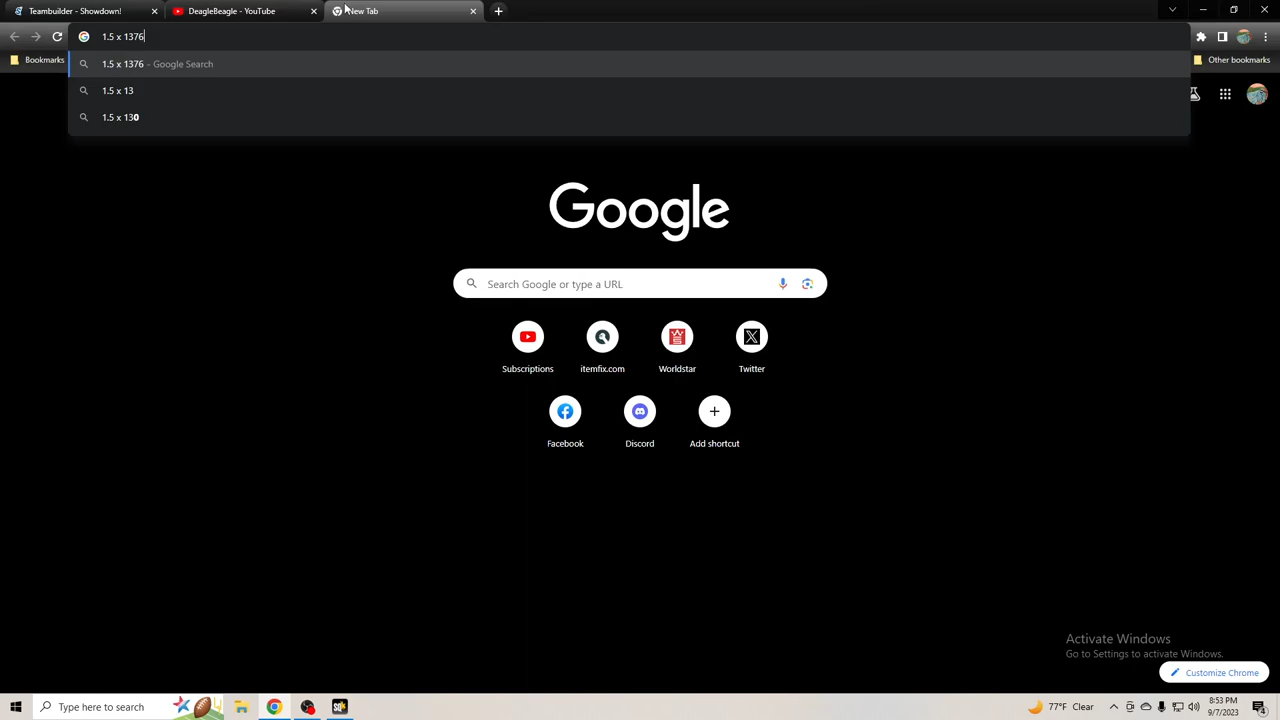 Teambuilder - Showdown!
DeagleBeagle - YouTube
New Tab
1.5 x 1376
Bookmarks
Other bookmarks
1.5 x 1376 - Google Search
1.5 x 13
1.5 x 130
Google
Search Google or type a URL
Subscriptions
itemfix.com
Worldstar
Twitter
Facebook
Discord
Add shortcut
Activate Windows
Go to Settings to activate Windows.
Customize Chrome
Type here to search
77°F Clear
8:53 PM
9/7/2023
4